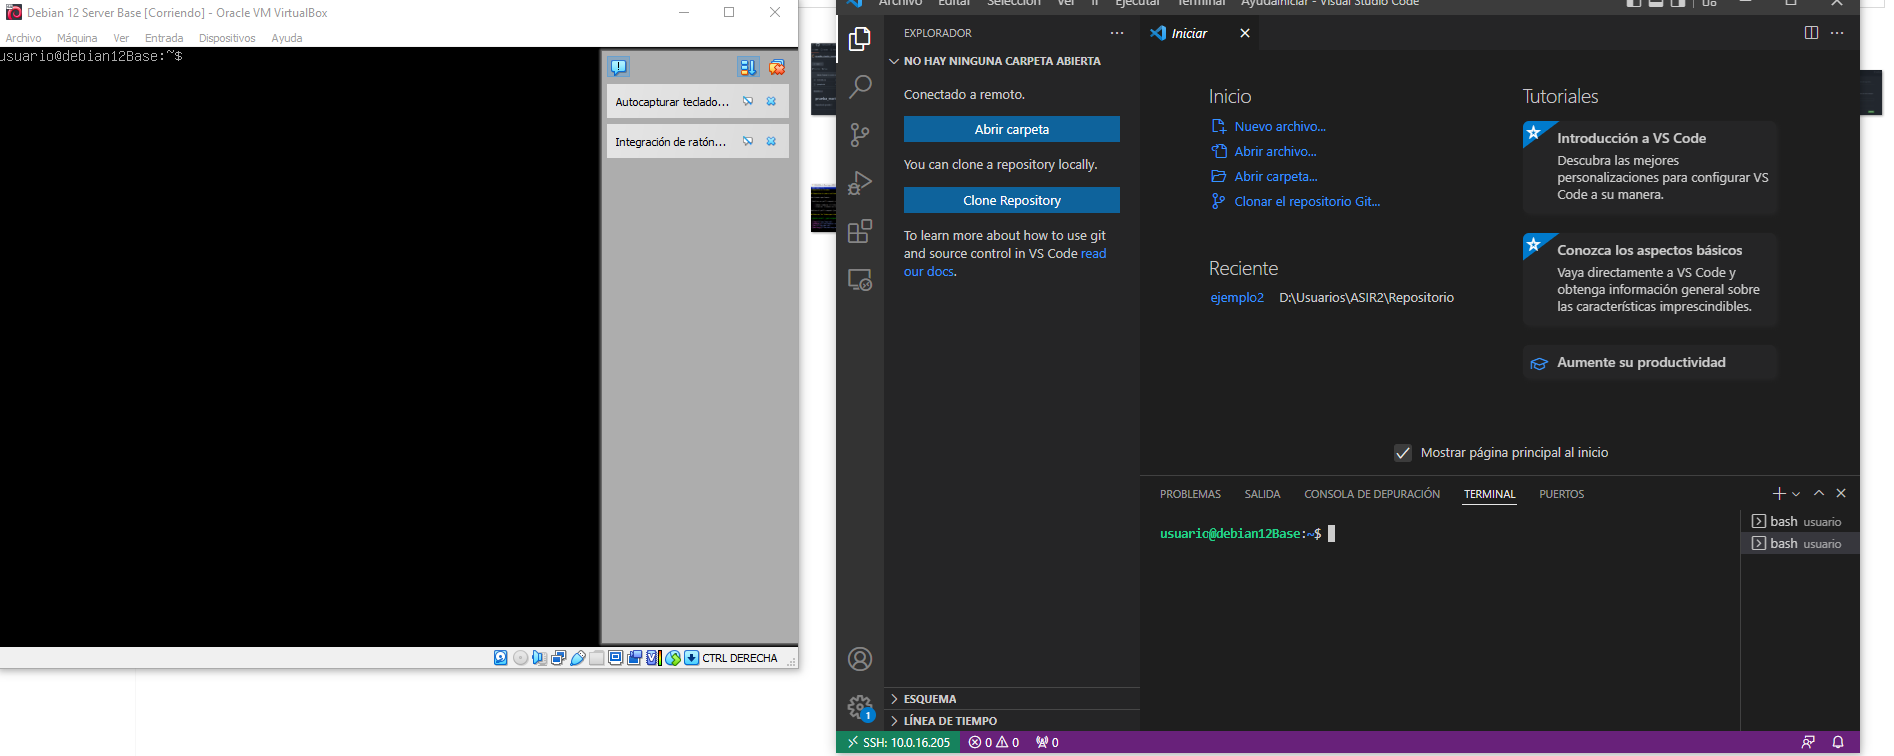 Debian 12 Server Base [Corriendo] - Oracle VM VirtualBox
Archivo Máquina Ver Entrada Dispositivos Ayuda
usuario@debian12Base:~$
Autocapturar teclado...
Integración de ratón...
CTRL DERECHA
Archivo Editar Selección Ver Ir Ejecutar Terminal Ayuda
Iniciar - Visual Studio Code
EXPLORADOR
NO HAY NINGUNA CARPETA ABIERTA
Conectado a remoto.
Abrir carpeta
You can clone a repository locally.
Clone Repository
To learn more about how to use git
and source control in VS Code read
our docs.
ESQUEMA
LÍNEA DE TIEMPO
1
Iniciar
Inicio
Nuevo archivo...
Abrir archivo...
Abrir carpeta...
Clonar el repositorio Git...
Reciente
ejemplo2 D:\Usuarios\ASIR2\Repositorio
Tutoriales
Introducción a VS Code
Descubra las mejores
personalizaciones para configurar VS
Code a su manera.
Conozca los aspectos básicos
Vaya directamente a VS Code y
obtenga información general sobre
las características imprescindibles.
Aumente su productividad
Mostrar página principal al inicio
PROBLEMAS SALIDA CONSOLA DE DEPURACIÓN TERMINAL PUERTOS
usuario@debian12Base:~$
bash usuario
bash usuario
SSH: 10.0.16.205 0 0 0